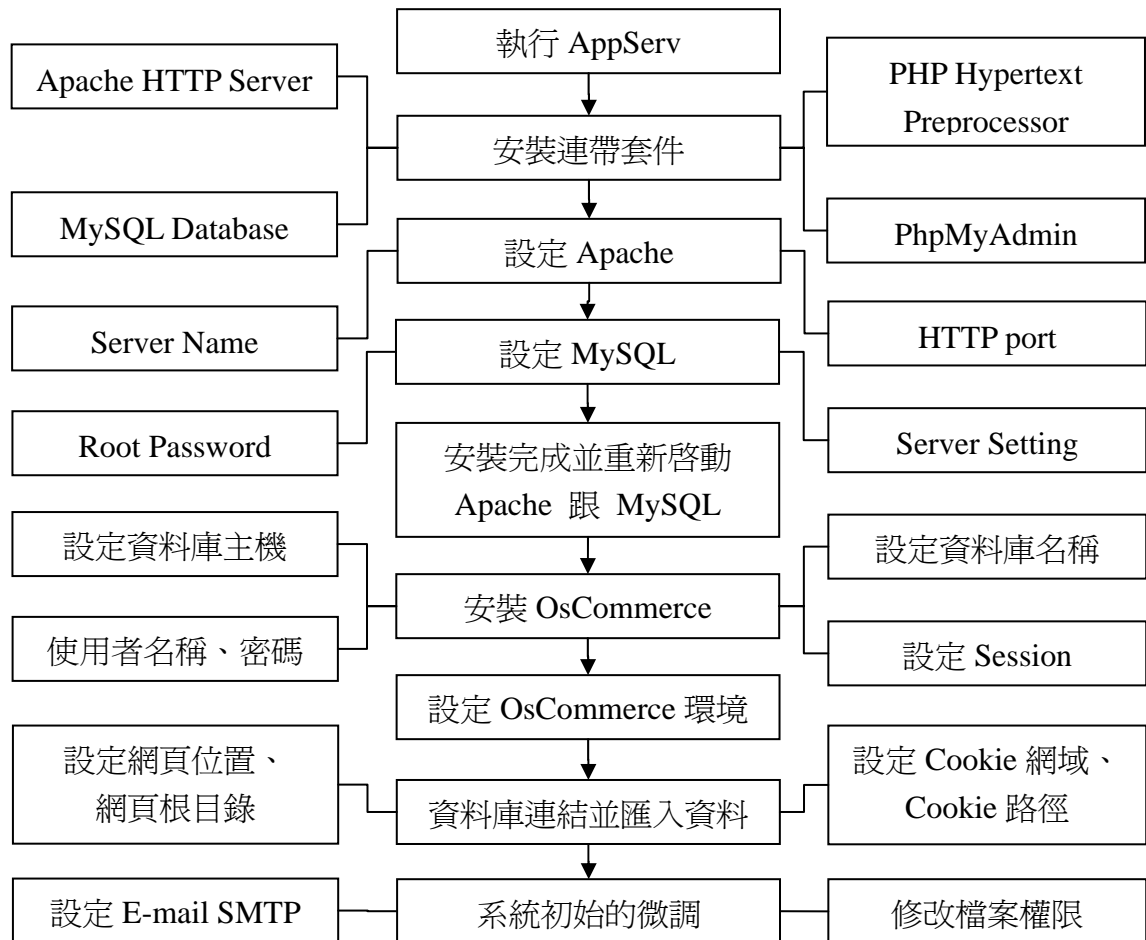 執行 AppServ
Apache HTTP Server
PHP Hypertext
Preprocessor
安裝連帶套件
MySQL Database
PhpMyAdmin
設定 Apache
Server Name
HTTP port
設定 MySQL
Root Password
Server Setting
安裝完成並重新啓動
Apache 跟 MySQL
設定資料庫主機
設定資料庫名稱
安裝 OsCommerce
使用者名稱、密碼
設定 Session
設定 OsCommerce 環境
設定網頁位置、
網頁根目錄
設定 Cookie 網域、
Cookie 路徑
資料庫連結並匯入資料
設定 E-mail SMTP
系統初始的微調
修改檔案權限